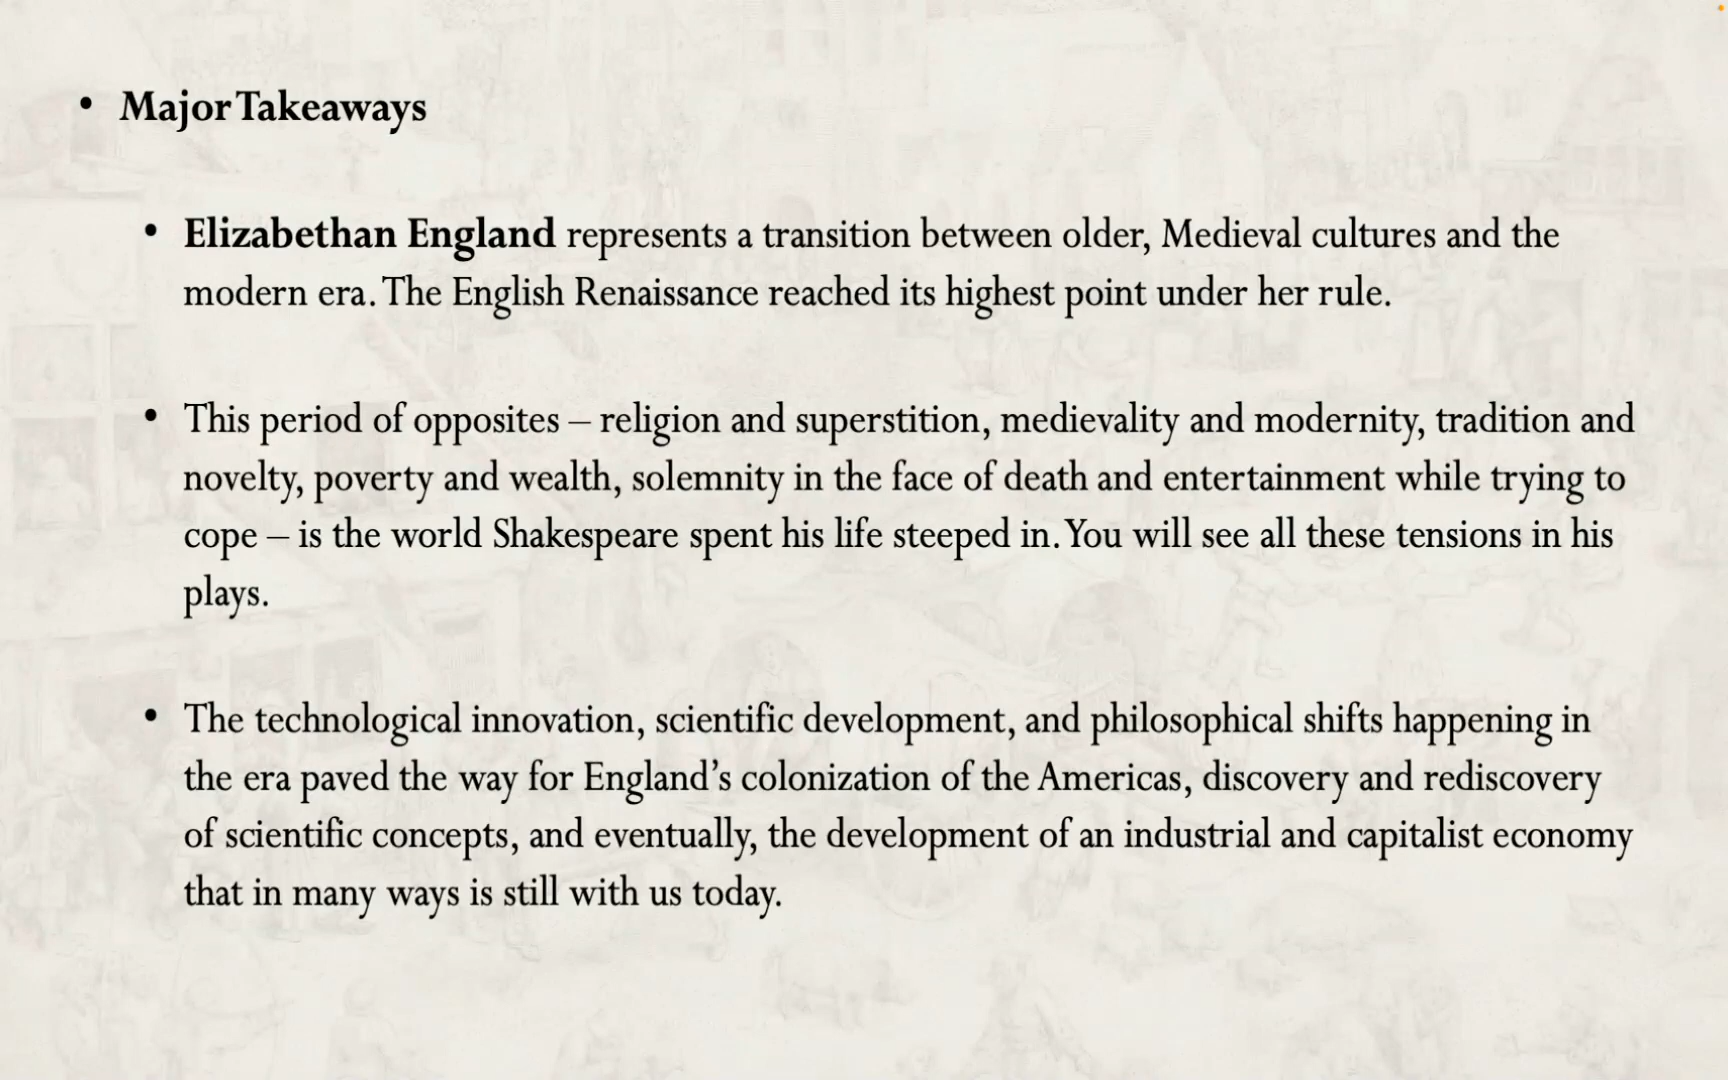 • Major Takeaways
• Elizabethan England represents a transition between older, Medieval cultures and the
modern era. The English Renaissance reached its highest point under her rule.
• This period of opposites – religion and superstition, medievality and modernity, tradition and
novelty, poverty and wealth, solemnity in the face of death and entertainment while trying to
cope – is the world Shakespeare spent his life steeped in. You will see all these tensions in his
plays.
• The technological innovation, scientific development, and philosophical shifts happening in
the era paved the way for England’s colonization of the Americas, discovery and rediscovery
of scientific concepts, and eventually, the development of an industrial and capitalist economy
that in many ways is still with us today.